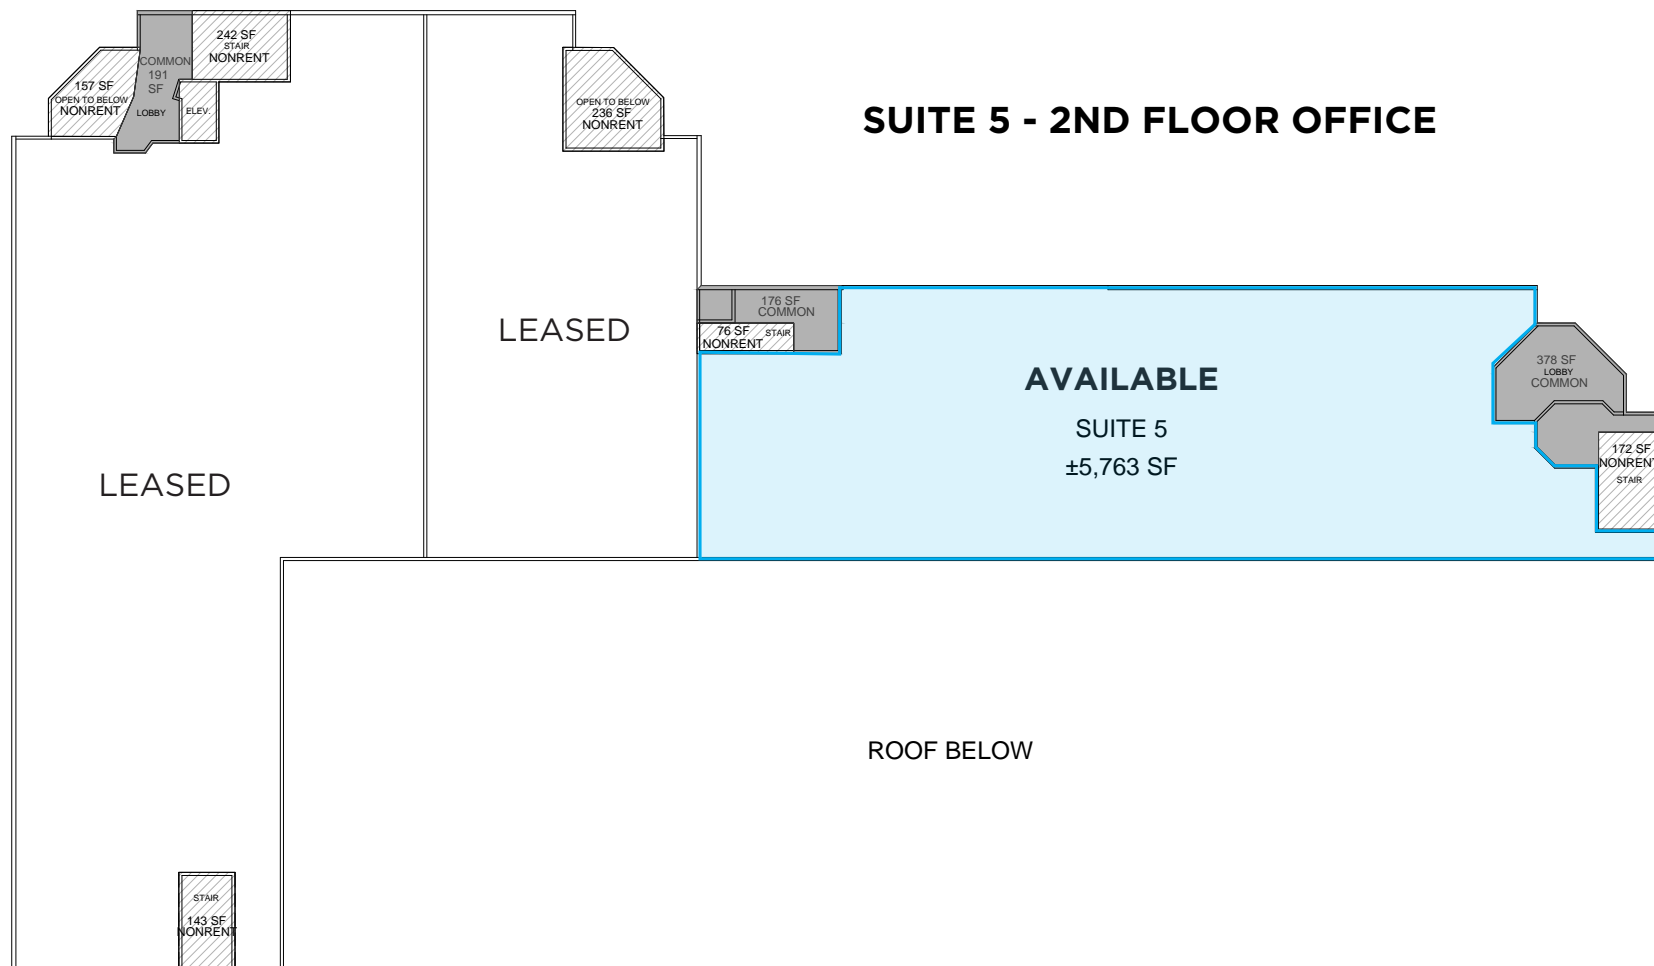 242 SF
STAIR
NONRENT
COMMON
191
SF
LOBBY
157 SF
OPEN TO BELOW
NONRENT
ELEV.
OPEN TO BELOW
236 SF
NONRENT
SUITE 5 - 2ND FLOOR OFFICE
176 SF
COMMON
76 SF
STAIR
NONRENT
LEASED
AVAILABLE
SUITE 5
±5,763 SF
378 SF
LOBBY
COMMON
172 SF
NONRENT
STAIR
LEASED
ROOF BELOW
STAIR
143 SF
NONRENT